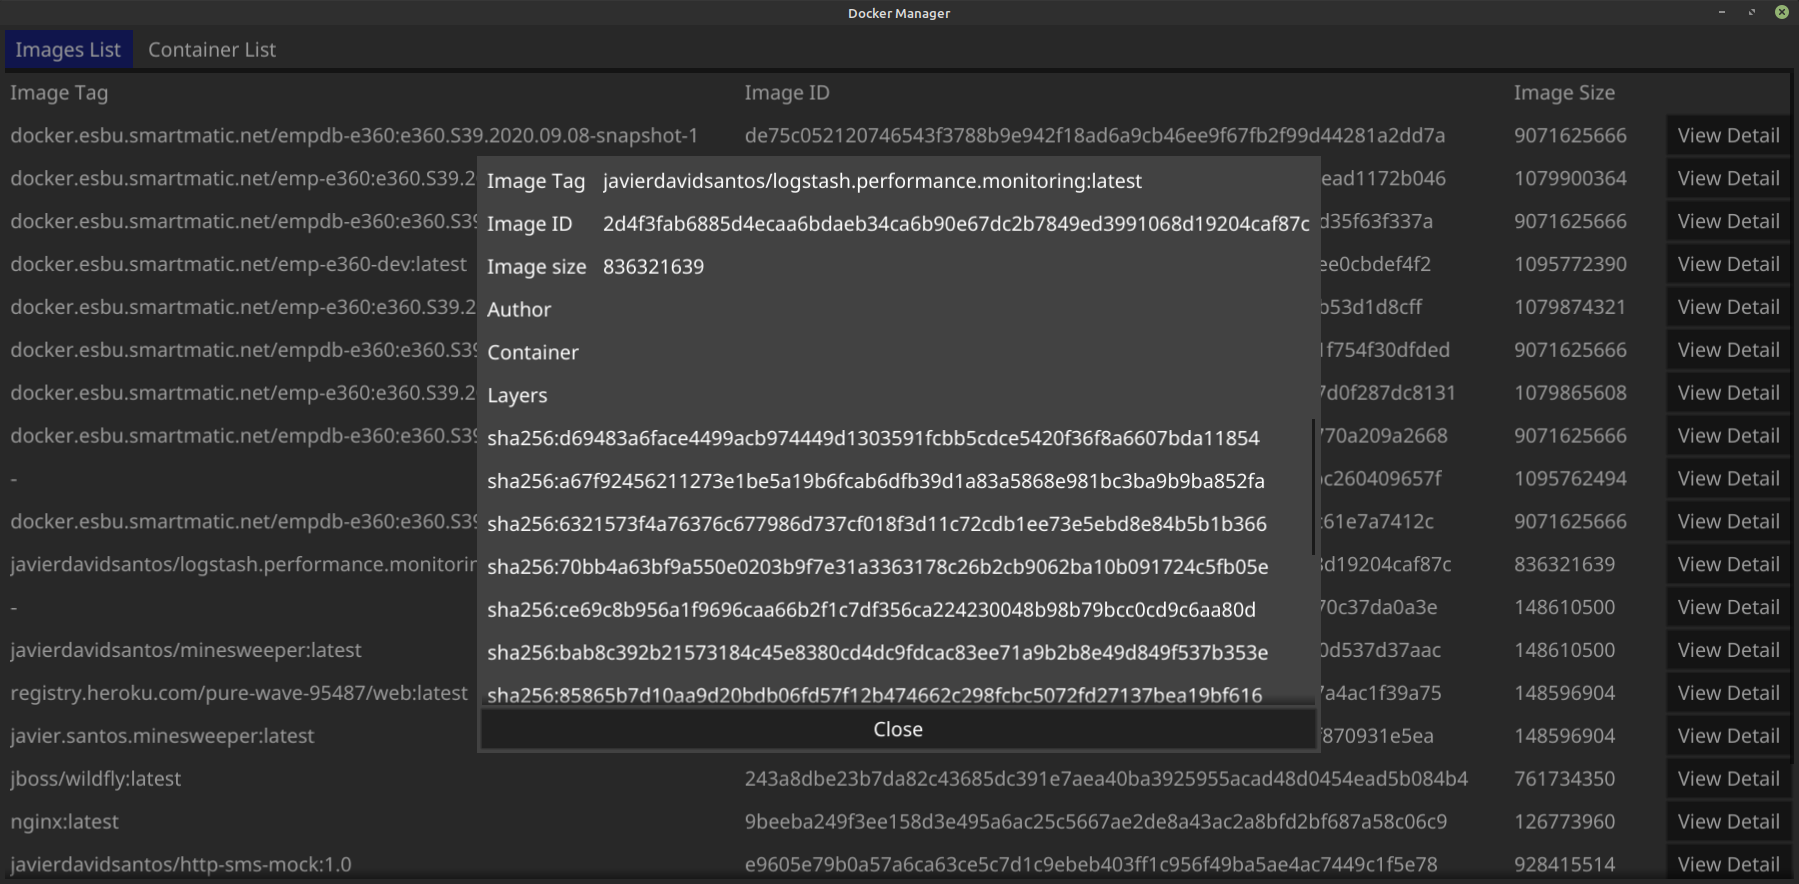 Docker Manager
Images List Container List
Image Tag Image ID Image Size
docker.esbu.smartmatic.net/empdb-e360:e360.S39.2020.09.08-snapshot-1 de75c052120746543f3788b9e942f18ad6a9cb46ee9f67fb2f99d44281a2dd7a 9071625666 View Detail
docker.esbu.smartmatic.net/emp-e360:e360.S39.2 ead1172b046 1079900364 View Detail
docker.esbu.smartmatic.net/empdb-e360:e360.S39 d35f63f337a 9071625666 View Detail
docker.esbu.smartmatic.net/emp-e360-dev:latest ee0cbdef4f2 1095772390 View Detail
docker.esbu.smartmatic.net/emp-e360:e360.S39.2 b53d1d8cff 1079874321 View Detail
docker.esbu.smartmatic.net/empdb-e360:e360.S39 1f754f30dfded 9071625666 View Detail
docker.esbu.smartmatic.net/emp-e360:e360.S39.2 7d0f287dc8131 1079865608 View Detail
docker.esbu.smartmatic.net/empdb-e360:e360.S39 770a209a2668 9071625666 View Detail
- c260409657f 1095762494 View Detail
docker.esbu.smartmatic.net/empdb-e360:e360.S39 61e7a7412c 9071625666 View Detail
javierdavidsantos/logstash.performance.monitorin d19204caf87c 836321639 View Detail
- 70c37da0a3e 148610500 View Detail
javierdavidsantos/minesweeper:latest 0d537d37aac 148610500 View Detail
registry.heroku.com/pure-wave-95487/web:latest 7a4ac1f39a75 148596904 View Detail
javier.santos.minesweeper:latest f870931e5ea 148596904 View Detail
jboss/wildfly:latest 243a8dbe23b7da82c43685dc391e7aea40ba3925955acad48d0454ead5b084b4 761734350 View Detail
nginx:latest 9beeba249f3ee158d3e495a6ac25c5667ae2de8a43ac2a8bfd2bf687a58c06c9 126773960 View Detail
javierdavidsantos/http-sms-mock:1.0 e9605e79b0a57a6ca63ce5c7d1c9ebeb403ff1c956f49ba5ae4ac7449c1f5e78 928415514 View Detail
Image Tag javierdavidsantos/logstash.performance.monitoring:latest
Image ID 2d4f3fab6885d4ecaa6bdaeb34ca6b90e67dc2b7849ed3991068d19204caf87c
Image size 836321639
Author
Container
Layers
sha256:d69483a6face4499acb974449d1303591fcbb5cdce5420f36f8a6607bda11854
sha256:a67f92456211273e1be5a19b6fcab6dfb39d1a83a5868e981bc3ba9b9ba852fa
sha256:6321573f4a76376c677986d737cf018f3d11c72cdb1ee73e5ebd8e84b5b1b366
sha256:70bb4a63bf9a550e0203b9f7e31a3363178c26b2cb9062ba10b091724c5fb05e
sha256:ce69c8b956a1f9696caa66b2f1c7df356ca224230048b98b79bcc0cd9c6aa80d
sha256:bab8c392b21573184c45e8380cd4dc9fdcac83ee71a9b2b8e49d849f537b353e
sha256:85865b7d10aa9d20bdb06fd57f12b474662c298fcbc5072fd27137bea19bf616
Close